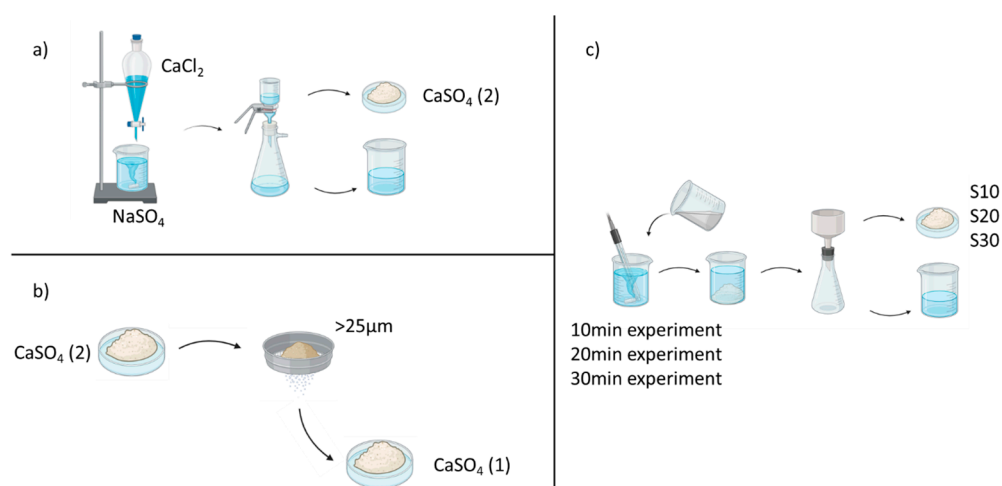 a)
CaCl2
CaSO4 (2)
NaSO4
b)
>25μm
CaSO4 (2)
CaSO4 (1)
c)
S10
S20
S30
10min experiment
20min experiment
30min experiment